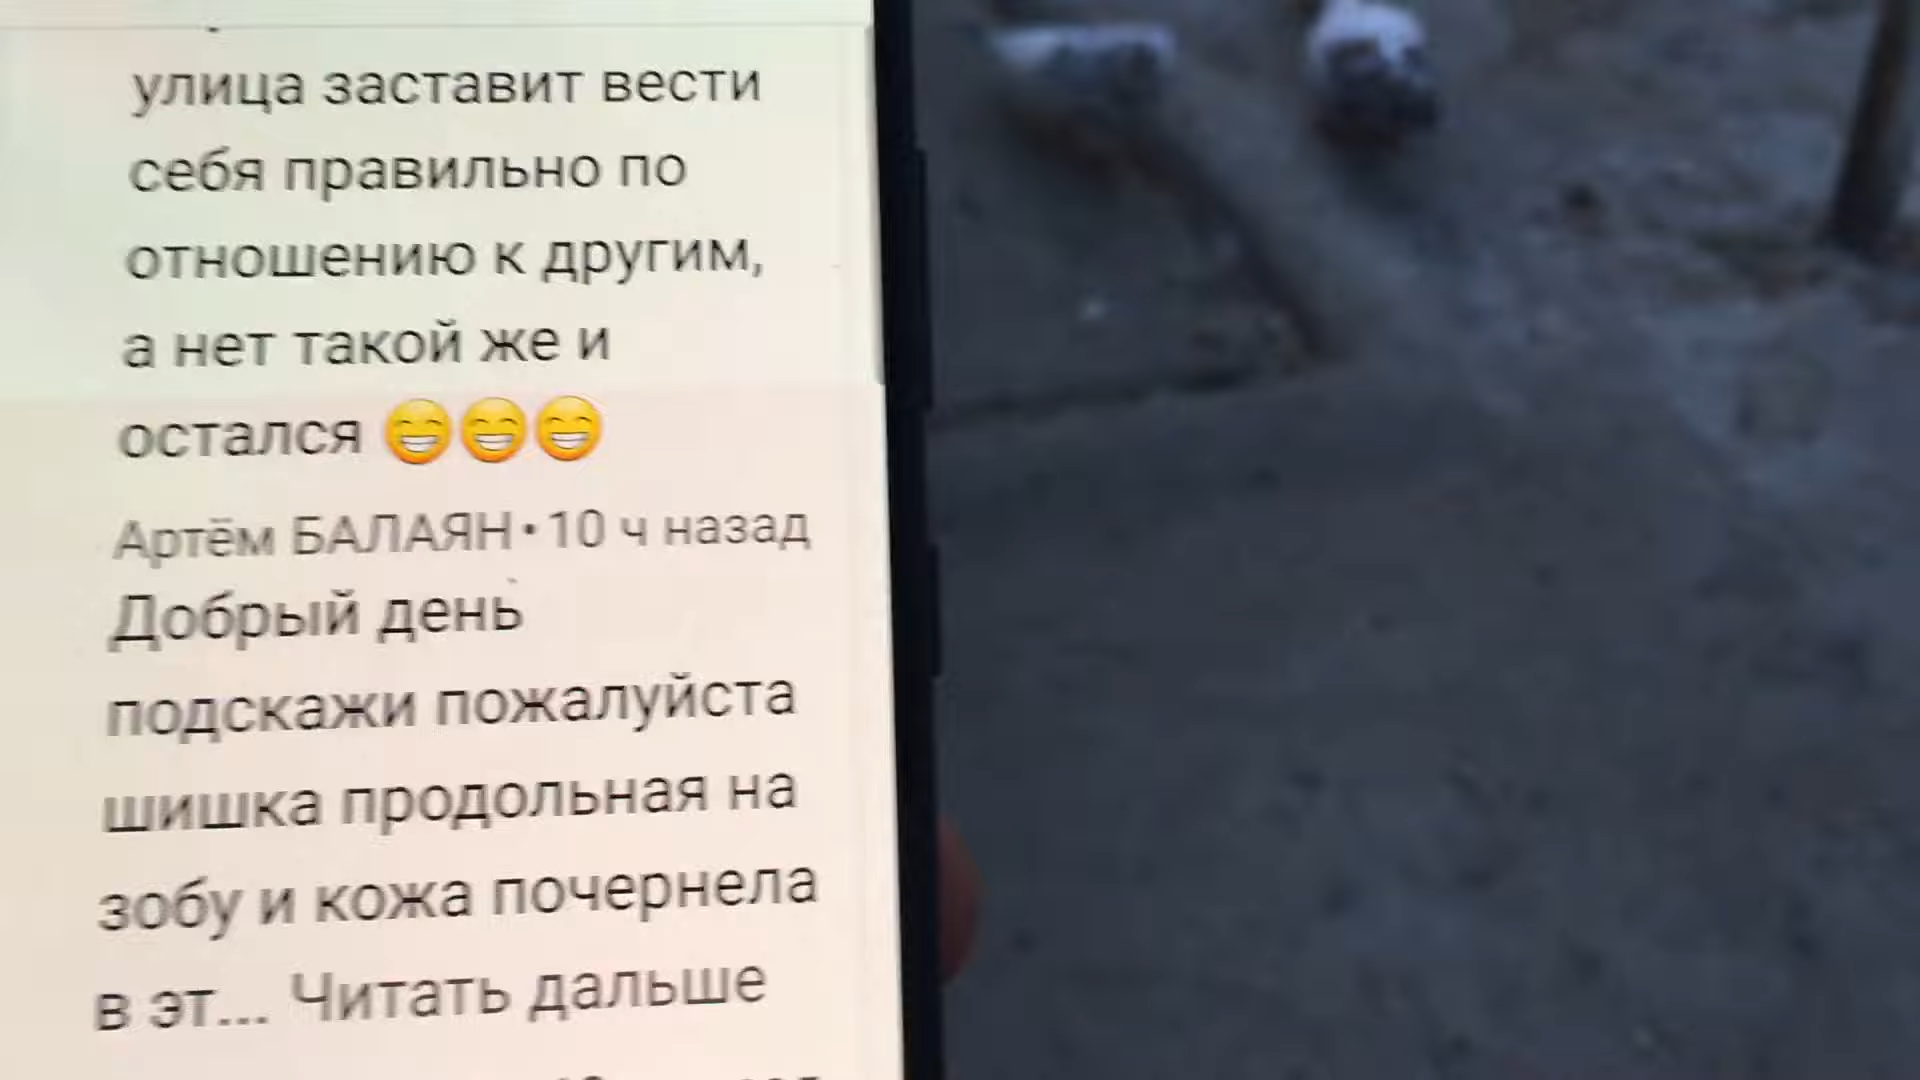 улица заставит вести
себя правильно по
отношению к другим,
а нет такой же и
остался 😁😁😁
Артём БАЛАЯН • 10 ч назад
Добрый день
подскажи пожалуйста
шишка продольная на
зобу и кожа почернела
в эт... Читать дальше